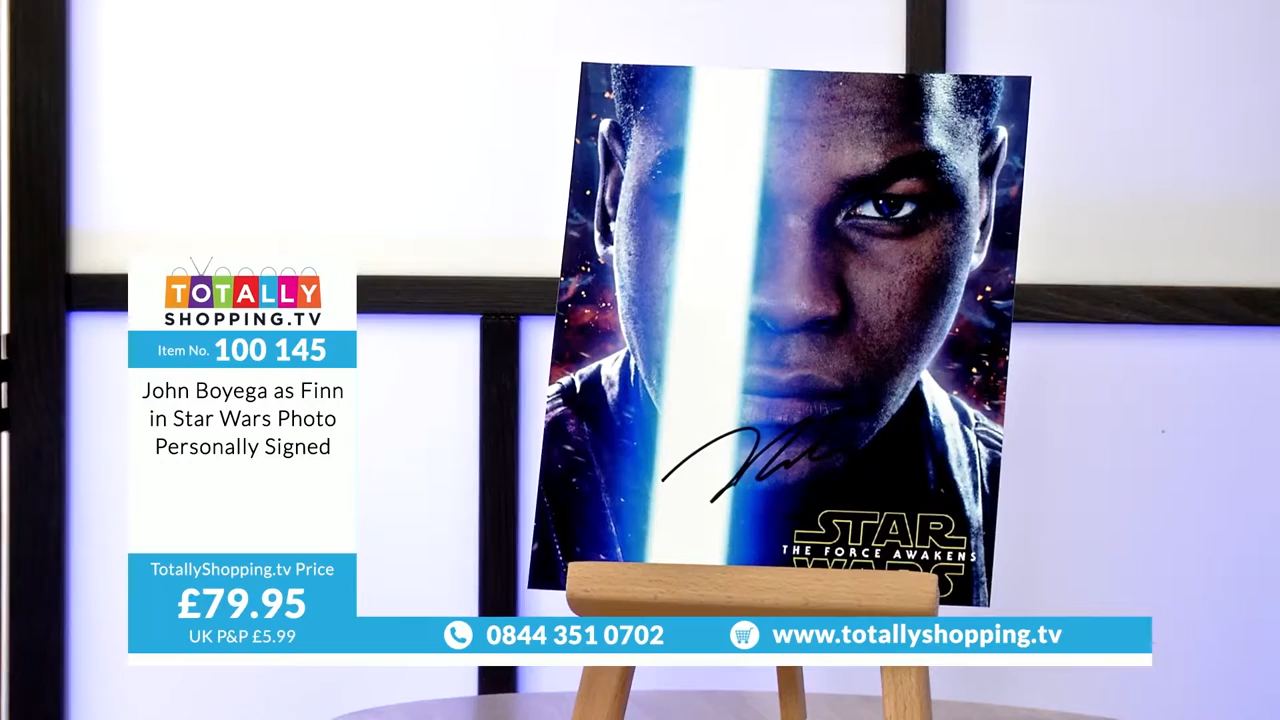 TOTALLY
SHOPPING.TV
Item No. 100 145
John Boyega as Finn
in Star Wars Photo
Personally Signed
TotallyShopping.tv Price
£79.95
UK P&P £5.99
0844 351 0702
www.totallyshopping.tv
STAR
THE FORCE AWAKENS
WARS